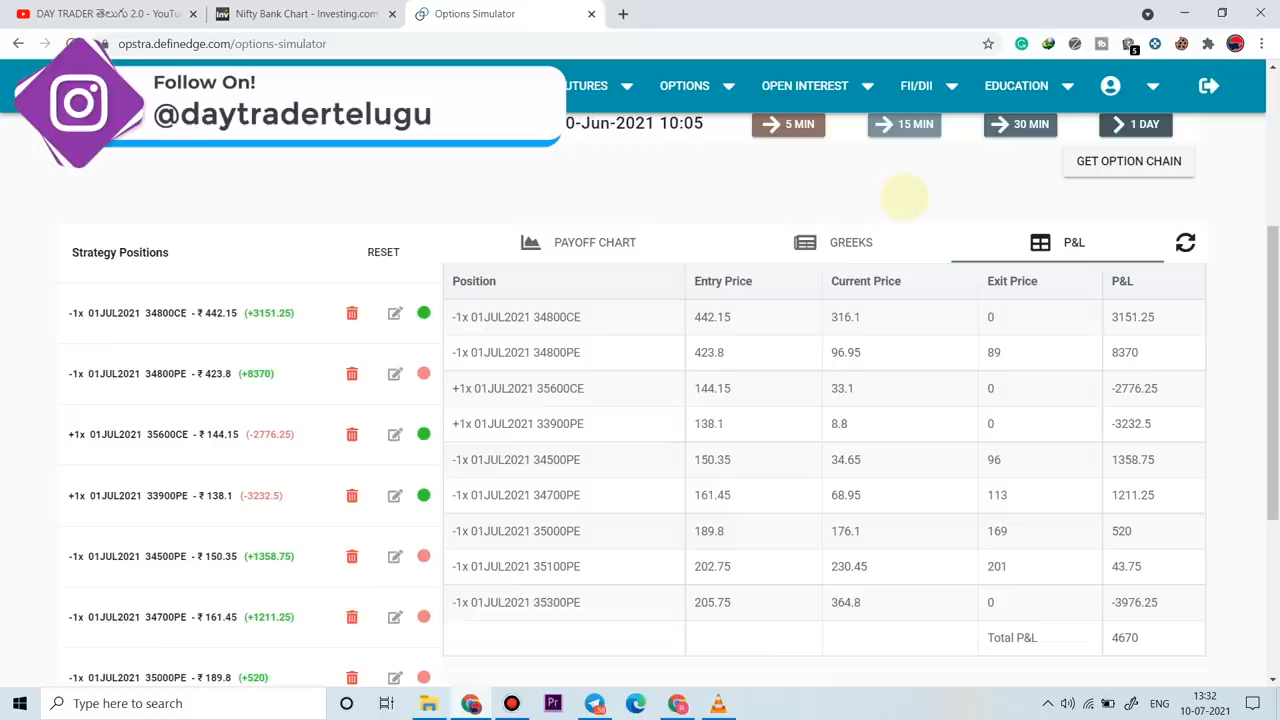 DAY TRADER తెలుగు 2.0 - YouTu
Nifty Bank Chart - Investing.com
Options Simulator
opstra.definedge.com/options-simulator
5
Follow On!
@daytradertelugu
UTURES
OPTIONS
OPEN INTEREST
FII/DII
EDUCATION
0-Jun-2021 10:05
5 MIN
15 MIN
30 MIN
1 DAY
GET OPTION CHAIN
Strategy Positions
RESET
PAYOFF CHART
GREEKS
P&L
-1x 01JUL2021 34800CE - ₹ 442.15 (+3151.25)
-1x 01JUL2021 34800PE - ₹ 423.8 (+8370)
+1x 01JUL2021 35600CE - ₹ 144.15 (-2776.25)
+1x 01JUL2021 33900PE - ₹ 138.1 (-3232.5)
-1x 01JUL2021 34500PE - ₹ 150.35 (+1358.75)
-1x 01JUL2021 34700PE - ₹ 161.45 (+1211.25)
-1x 01JUL2021 35000PE - ₹ 189.8 (+520)
Position Entry Price Current Price Exit Price P&L
-1x 01JUL2021 34800CE 442.15 316.1 0 3151.25
-1x 01JUL2021 34800PE 423.8 96.95 89 8370
+1x 01JUL2021 35600CE 144.15 33.1 0 -2776.25
+1x 01JUL2021 33900PE 138.1 8.8 0 -3232.5
-1x 01JUL2021 34500PE 150.35 34.65 96 1358.75
-1x 01JUL2021 34700PE 161.45 68.95 113 1211.25
-1x 01JUL2021 35000PE 189.8 176.1 169 520
-1x 01JUL2021 35100PE 202.75 230.45 201 43.75
-1x 01JUL2021 35300PE 205.75 364.8 0 -3976.25
Total P&L 4670
Type here to search
Pr
ENG
13:32
10-07-2021